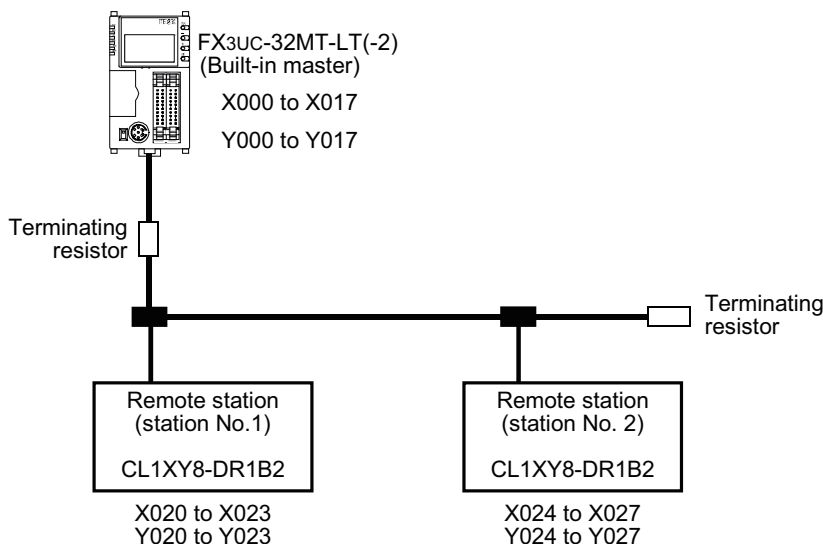 FX3UC-32MT-LT(-2)
(Built-in master)
X000 to X017
Y000 to Y017
Terminating
resistor
Terminating
resistor
Remote station
(station No.1)
CL1XY8-DR1B2
X020 to X023
Y020 to Y023
Remote station
(station No. 2)
CL1XY8-DR1B2
X024 to X027
Y024 to Y027